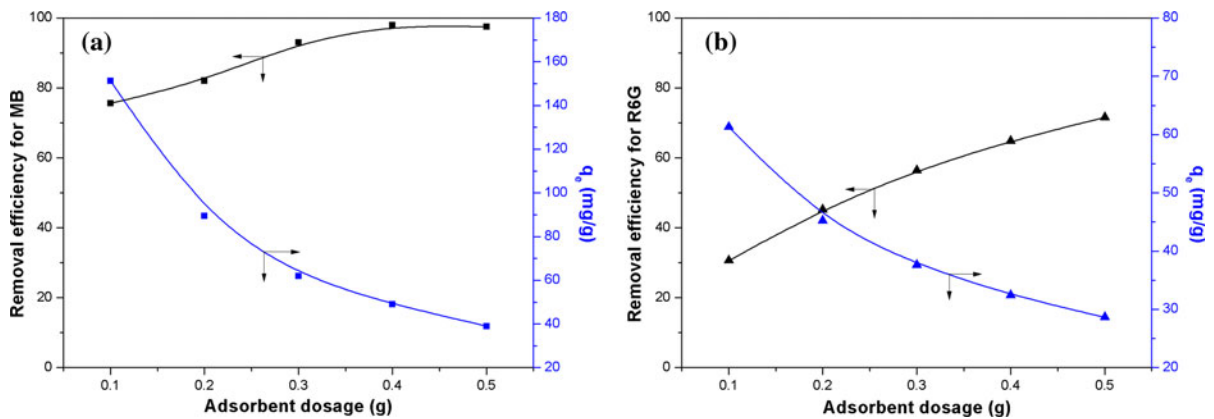 (a)
Removal efficiency for MB
100
80
60
40
20
0
180
160
140
120
100
80
60
40
20
qe (mg/g)
0.1 0.2 0.3 0.4 0.5
Adsorbent dosage (g)
(b)
Removal efficiency for R6G
100
80
60
40
20
0
80
70
60
50
40
30
20
qe (mg/g)
0.1 0.2 0.3 0.4 0.5
Adsorbent dosage (g)